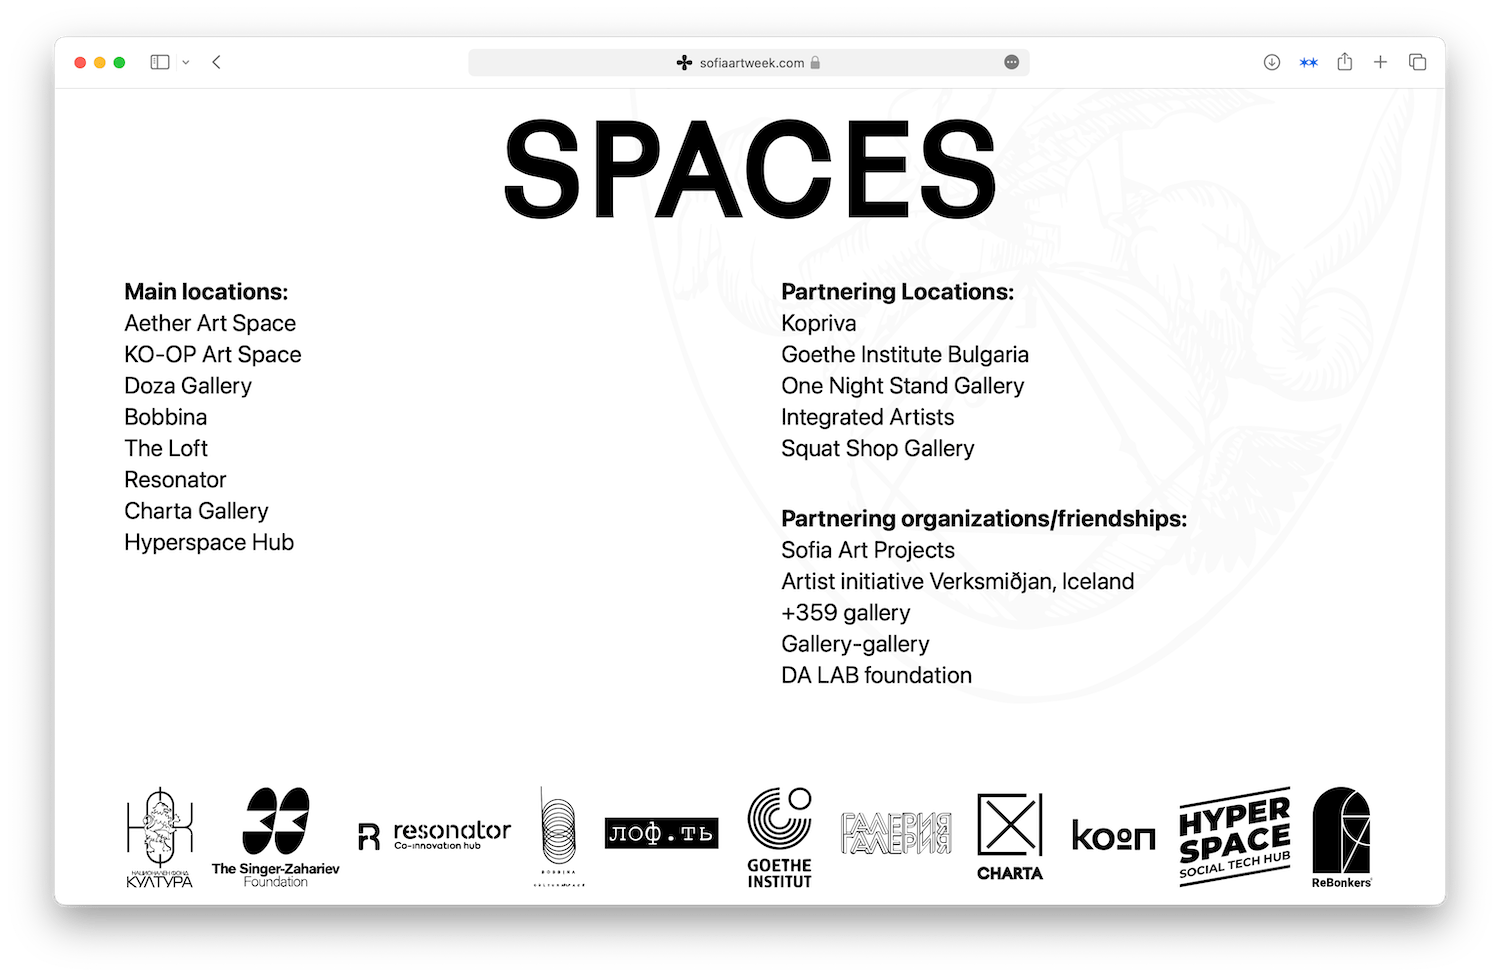 sofiaartweek.com
SPACES
Main locations:
Aether Art Space
KO-OP Art Space
Doza Gallery
Bobbina
The Loft
Resonator
Charta Gallery
Hyperspace Hub
Partnering Locations:
Kopriva
Goethe Institute Bulgaria
One Night Stand Gallery
Integrated Artists
Squat Shop Gallery
Partnering organizations/friendships:
Sofia Art Projects
Artist initiative Verksmiðjan, Iceland
+359 gallery
Gallery-gallery
DA LAB foundation
НАЦИОНАЛЕН ФОНД
КУЛТУРА
The Singer-Zahariev
Foundation
resonator
Co-innovation hub
BOBBINA
лоф.ть
GOETHE
INSTITUT
ГАЛЕРИЯ
ГАЛЕРИЯ
CHARTA
koоп
HYPER
SPACE
SOCIAL TECH HUB
ReBonkers